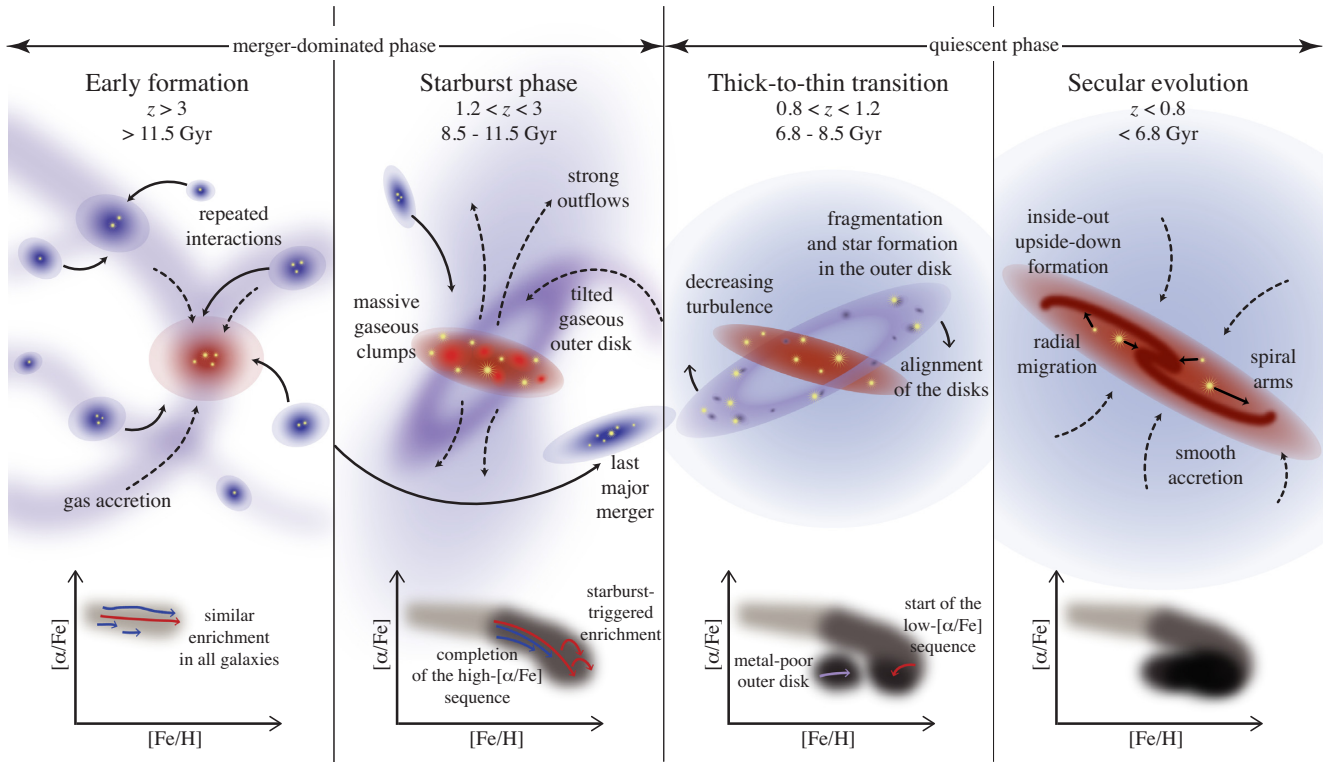 merger-dominated phase
quiescent phase
Early formation
z > 3
> 11.5 Gyr
repeated
interactions
gas accretion
[α/Fe]
similar
enrichment
in all galaxies
[Fe/H]
Starburst phase
1.2 < z < 3
8.5 - 11.5 Gyr
strong
outflows
massive
gaseous
clumps
tilted
gaseous
outer disk
last
major
merger
[α/Fe]
starburst-
triggered
enrichment
completion
of the high-[α/Fe]
sequence
[Fe/H]
Thick-to-thin transition
0.8 < z < 1.2
6.8 - 8.5 Gyr
fragmentation
and star formation
in the outer disk
decreasing
turbulence
alignment
of the disks
[α/Fe]
start of the
low-[α/Fe]
sequence
metal-poor
outer disk
[Fe/H]
Secular evolution
z < 0.8
< 6.8 Gyr
inside-out
upside-down
formation
radial
migration
spiral
arms
smooth
accretion
[α/Fe]
[Fe/H]